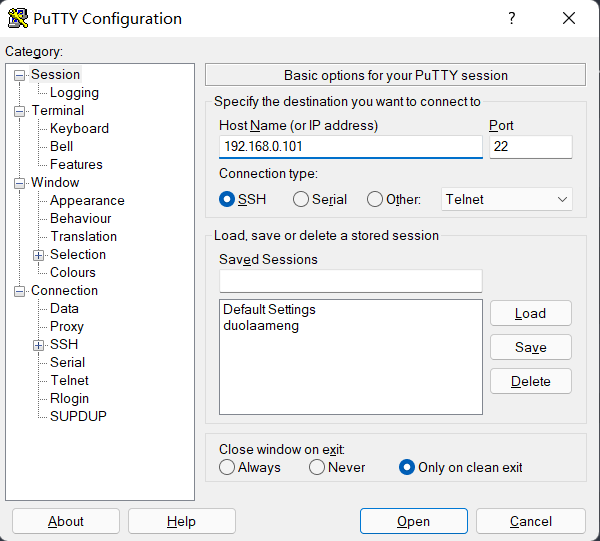 PuTTY Configuration
Category:
Session
Logging
Terminal
Keyboard
Bell
Features
Window
Appearance
Behaviour
Translation
Selection
Colours
Connection
Data
Proxy
SSH
Serial
Telnet
Rlogin
SUPDUP
Basic options for your PuTTY session
Specify the destination you want to connect to
Host Name (or IP address) Port
192.168.0.101 22
Connection type:
SSH Serial Other: Telnet
Load, save or delete a stored session
Saved Sessions
Default Settings
duolaameng
Load
Save
Delete
Close window on exit:
Always Never Only on clean exit
About Help Open Cancel